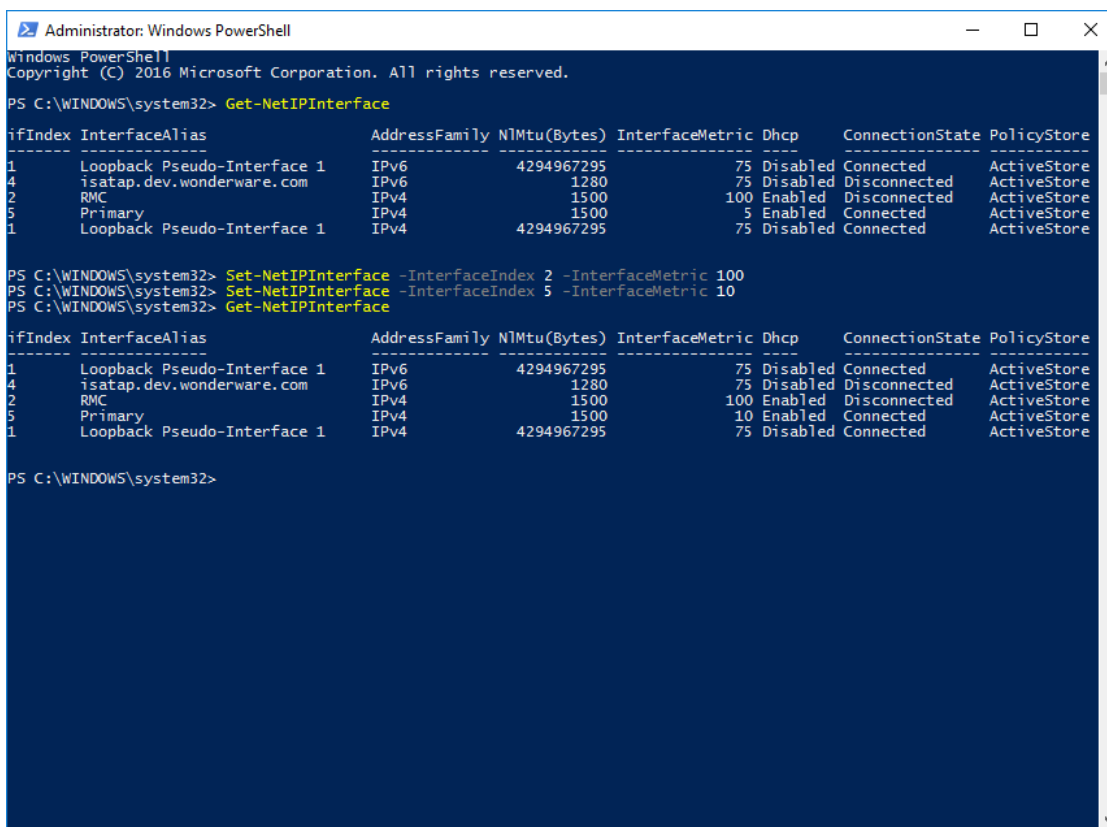 Administrator: Windows PowerShell
Windows PowerShell
Copyright (C) 2016 Microsoft Corporation. All rights reserved.
PS C:\WINDOWS\system32> Get-NetIPInterface
ifIndex InterfaceAlias AddressFamily NlMtu(Bytes) InterfaceMetric Dhcp ConnectionState PolicyStore
------- -------------- ------------- ------------ --------------- ---- --------------- -----------
1 Loopback Pseudo-Interface 1 IPv6 4294967295 75 Disabled Connected ActiveStore
4 isatap.dev.wonderware.com IPv6 1280 75 Disabled Disconnected ActiveStore
2 RMC IPv4 1500 100 Enabled Disconnected ActiveStore
5 Primary IPv4 1500 5 Enabled Connected ActiveStore
1 Loopback Pseudo-Interface 1 IPv4 4294967295 75 Disabled Connected ActiveStore
PS C:\WINDOWS\system32> Set-NetIPInterface -InterfaceIndex 2 -InterfaceMetric 100
PS C:\WINDOWS\system32> Set-NetIPInterface -InterfaceIndex 5 -InterfaceMetric 10
PS C:\WINDOWS\system32> Get-NetIPInterface
ifIndex InterfaceAlias AddressFamily NlMtu(Bytes) InterfaceMetric Dhcp ConnectionState PolicyStore
------- -------------- ------------- ------------ --------------- ---- --------------- -----------
1 Loopback Pseudo-Interface 1 IPv6 4294967295 75 Disabled Connected ActiveStore
4 isatap.dev.wonderware.com IPv6 1280 75 Disabled Disconnected ActiveStore
2 RMC IPv4 1500 100 Enabled Disconnected ActiveStore
5 Primary IPv4 1500 10 Enabled Connected ActiveStore
1 Loopback Pseudo-Interface 1 IPv4 4294967295 75 Disabled Connected ActiveStore
PS C:\WINDOWS\system32>